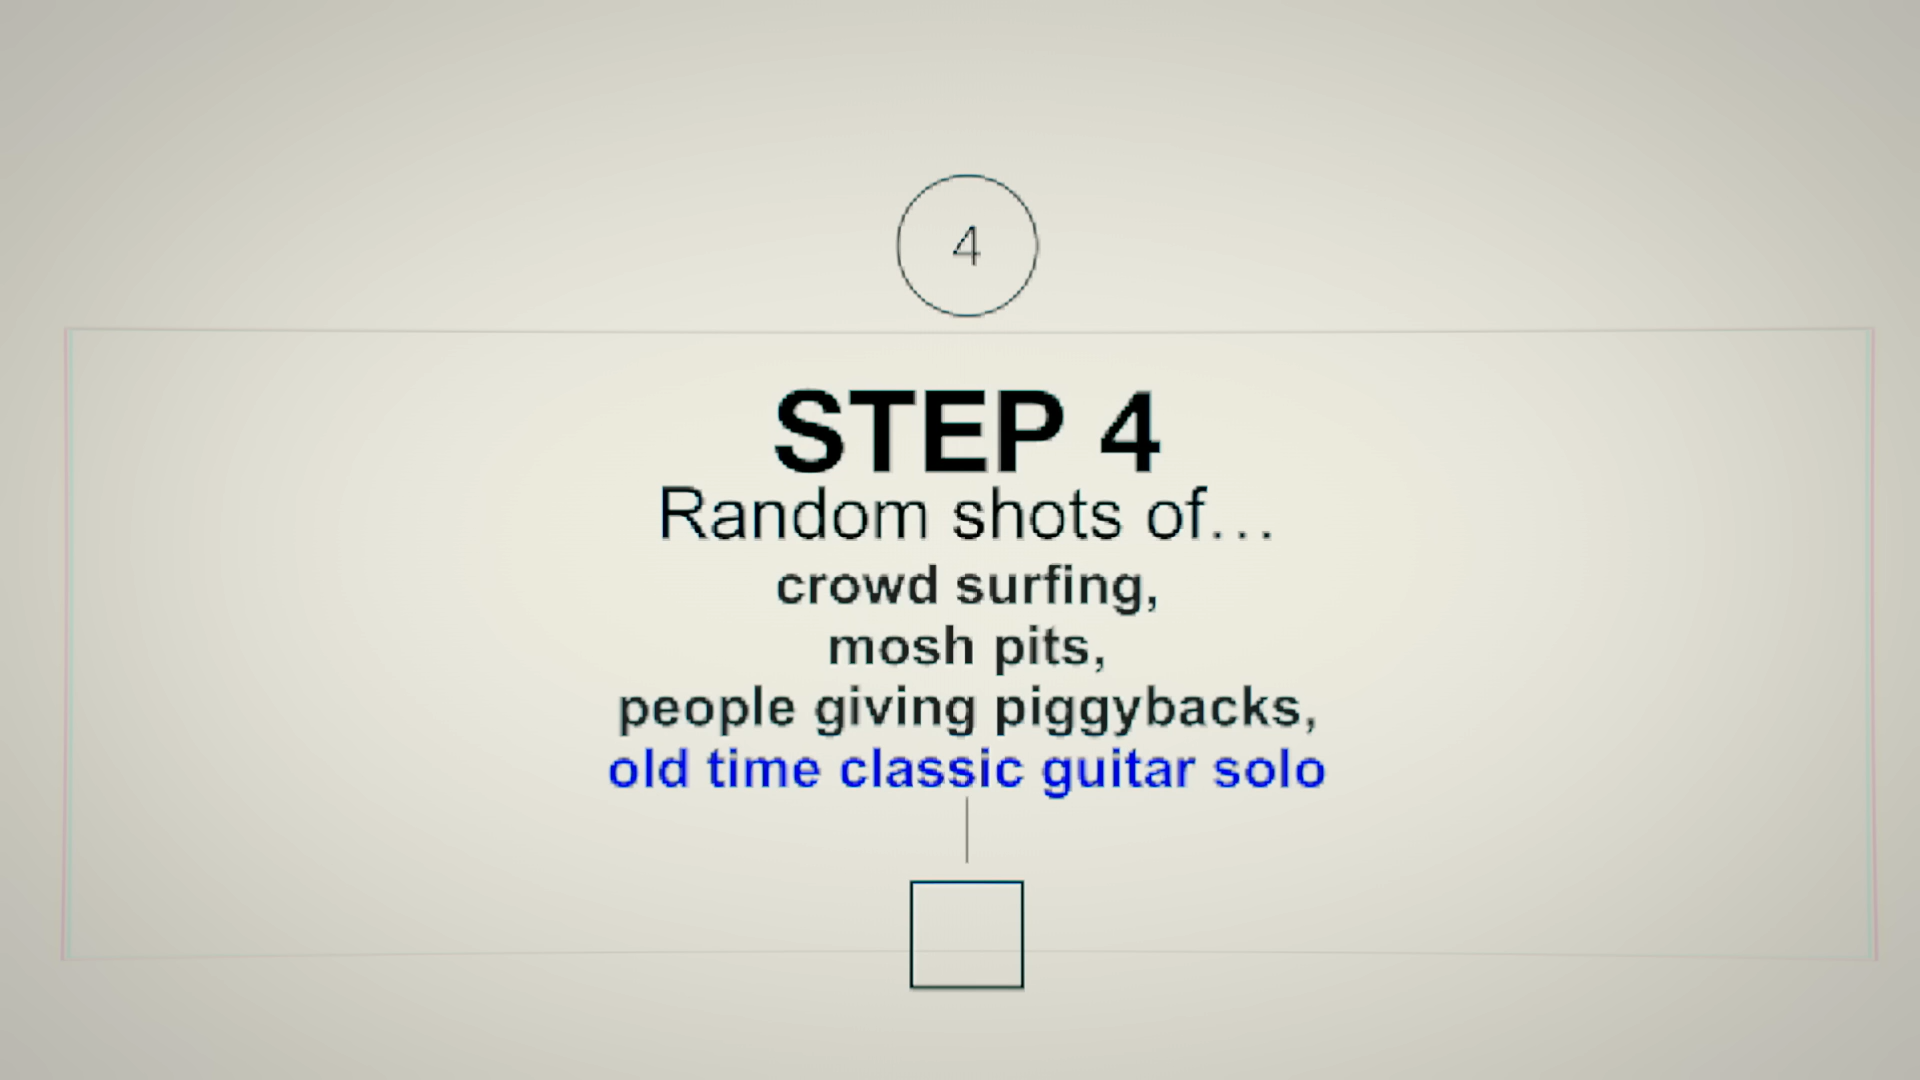 4
STEP 4
Random shots of...
crowd surfing,
mosh pits,
people giving piggybacks,
old time classic guitar solo